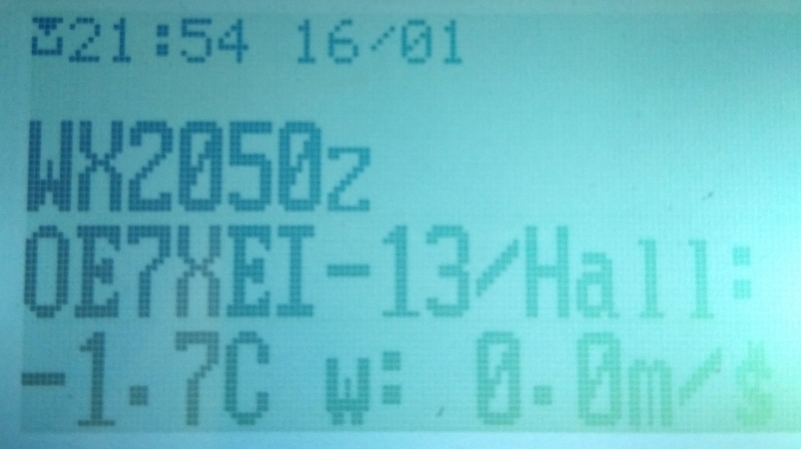 21:54 16/01
WX2050z
OE7XEI-13/Hall:
-1.7C w: 0.0m/s